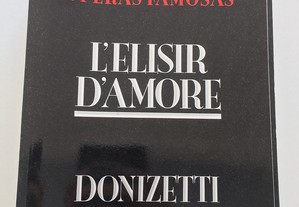 PERAS FAMOSAS
L'ELISIR
D'AMORE
DONIZETTI